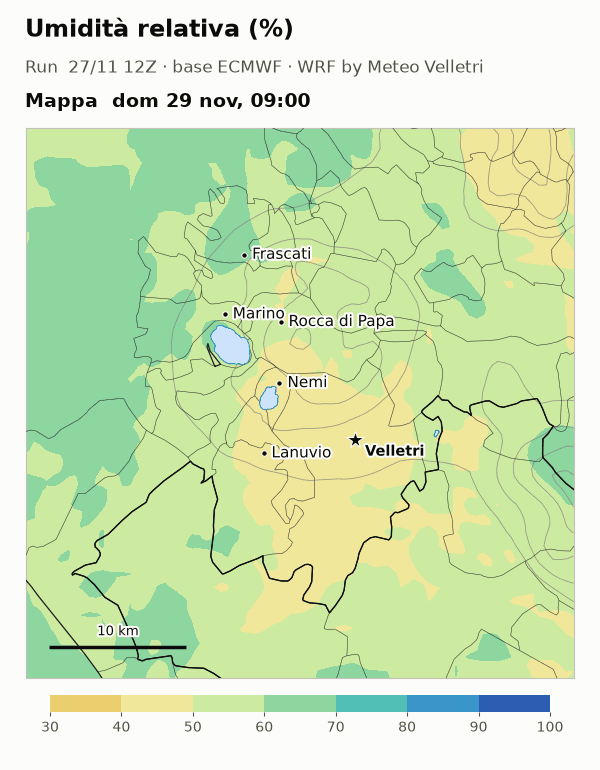 Umidità relativa (%)
Run  27/11 12Z · base ECMWF · WRF by Meteo Velletri
Mappa  dom 29 nov, 09:00
Frascati
Marino
Rocca di Papa
Nemi
Velletri
Lanuvio
10 km
30 40 50 60 70 80 90 100